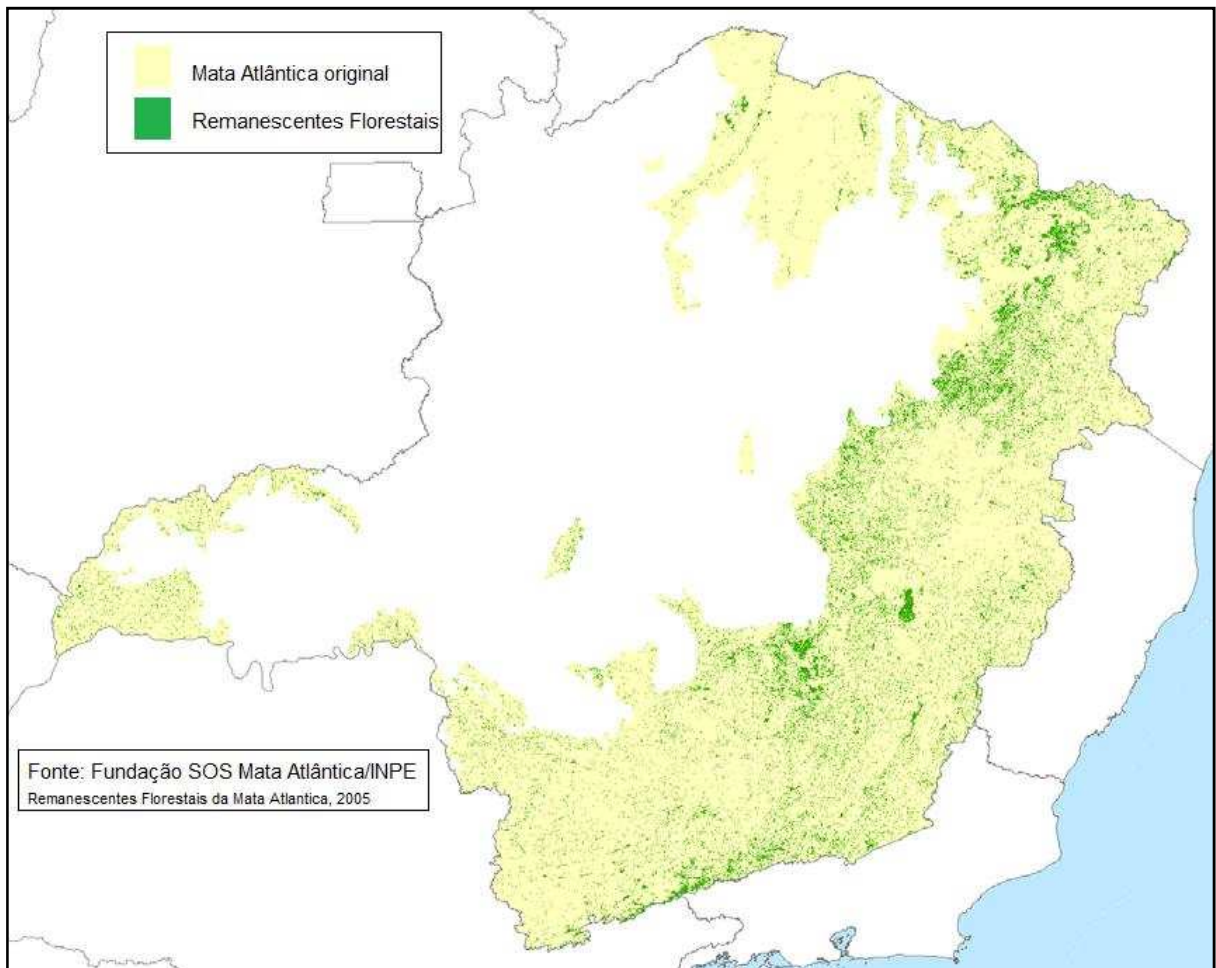 Mata Atlântica original
Remanescentes Florestais
Fonte: Fundação SOS Mata Atlântica/INPE
Remanescentes Florestais da Mata Atlantica, 2005